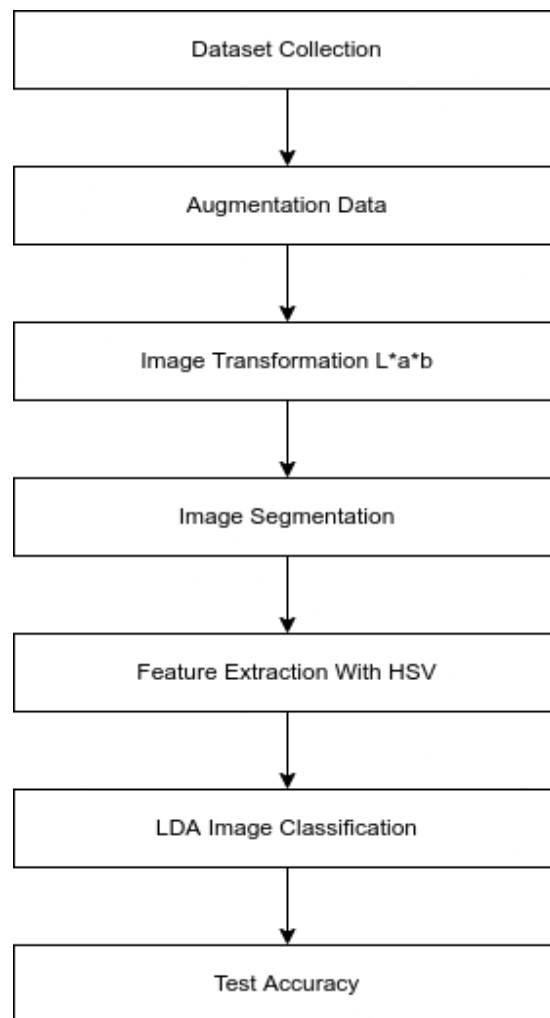 Dataset Collection
Augmentation Data
Image Transformation L*a*b
Image Segmentation
Feature Extraction With HSV
LDA Image Classification
Test Accuracy